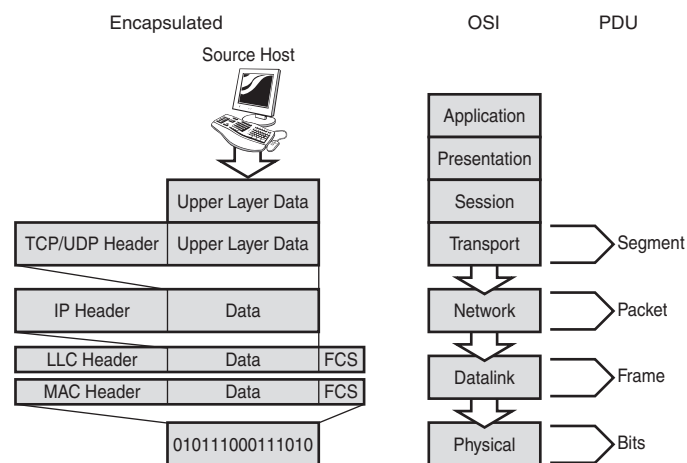 Encapsulated
OSI
PDU
Source Host
Application
Presentation
Upper Layer Data
Session
TCP/UDP Header
Upper Layer Data
Transport
Segment
IP Header
Data
Network
Packet
LLC Header
Data
FCS
MAC Header
Data
FCS
Datalink
Frame
010111000111010
Physical
Bits